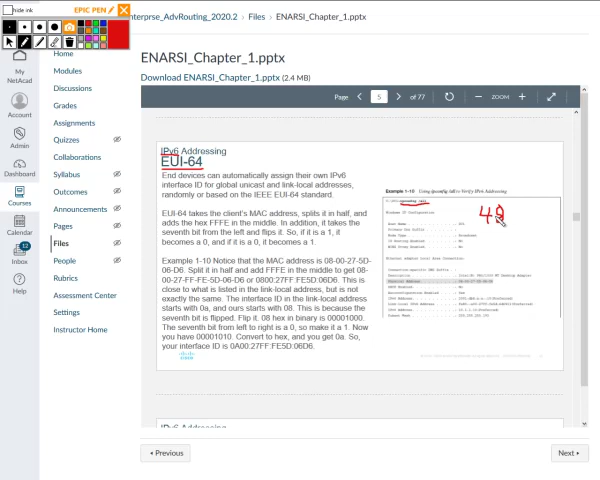 hide ink
EPIC PEN
> Files > ENARSI_Chapter_1.pptx
My
NetAcad
Account
Admin
Dashboard
Courses
Calendar
12
Inbox
Help
Home
Modules
Discussions
Grades
Assignments
Quizzes
Collaborations
Syllabus
Outcomes
Announcements
Pages
Files
People
Rubrics
Assessment Center
Settings
Instructor Home
ENARSI_Chapter_1.pptx
Download ENARSI_Chapter_1.pptx (2.4 MB)
Page 5 of 77 ZOOM
IPv6 Addressing
EUI-64
End devices can automatically assign their own IPv6
interface ID for global unicast and link-local addresses,
randomly or based on the IEEE EUI-64 standard.
EUI-64 takes the client's MAC address, splits it in half, and
adds the hex FFFE in the middle. In addition, it takes the
seventh bit from the left and flips it. So, if it is a 1, it
becomes a 0, and if it is a 0, it becomes a 1.
Example 1-10 Notice that the MAC address is 08-00-27-5D-
06-D6. Split it in half and add FFFE in the middle to get 08-
00-27-FF-FE-5D-06-D6 or 0800:27FF FE5D:06D6. This is
close to what is listed in the link-local address, but is not
exactly the same. The interface ID in the link-local address
starts with 0a, and ours starts with 08. This is because the
seventh bit is flipped. Flip it. 08 hex in binary is 00001000.
The seventh bit from left to right is a 0, so make it a 1. Now
you have 00001010. Convert to hex, and you get 0a. So,
your interface ID is 0A00:27FF:FE5D:06D6.
Example 1-10 Using ipconfig /all to Verify IPv6 Addressing
Windows IP Configuration
48
Previous
Next